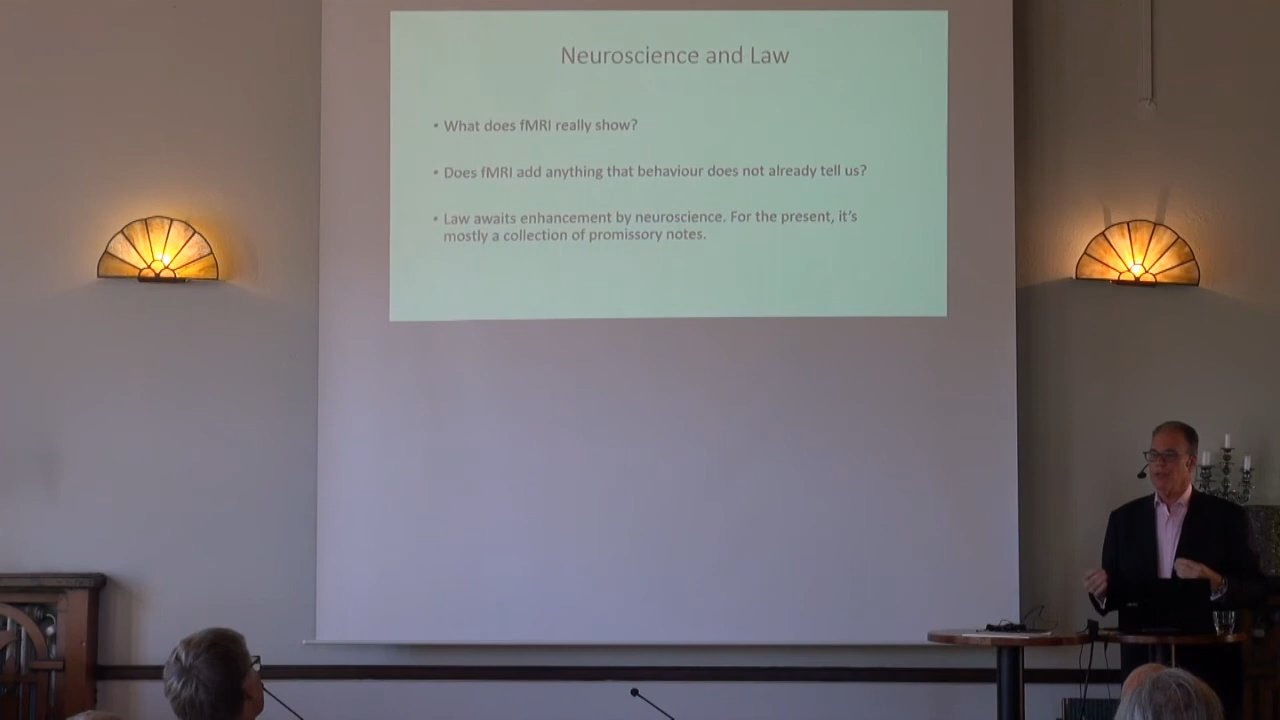 Neuroscience and Law
• What does fMRI really show?
• Does fMRI add anything that behaviour does not already tell us?
• Law awaits enhancement by neuroscience. For the present, it's
mostly a collection of promissory notes.